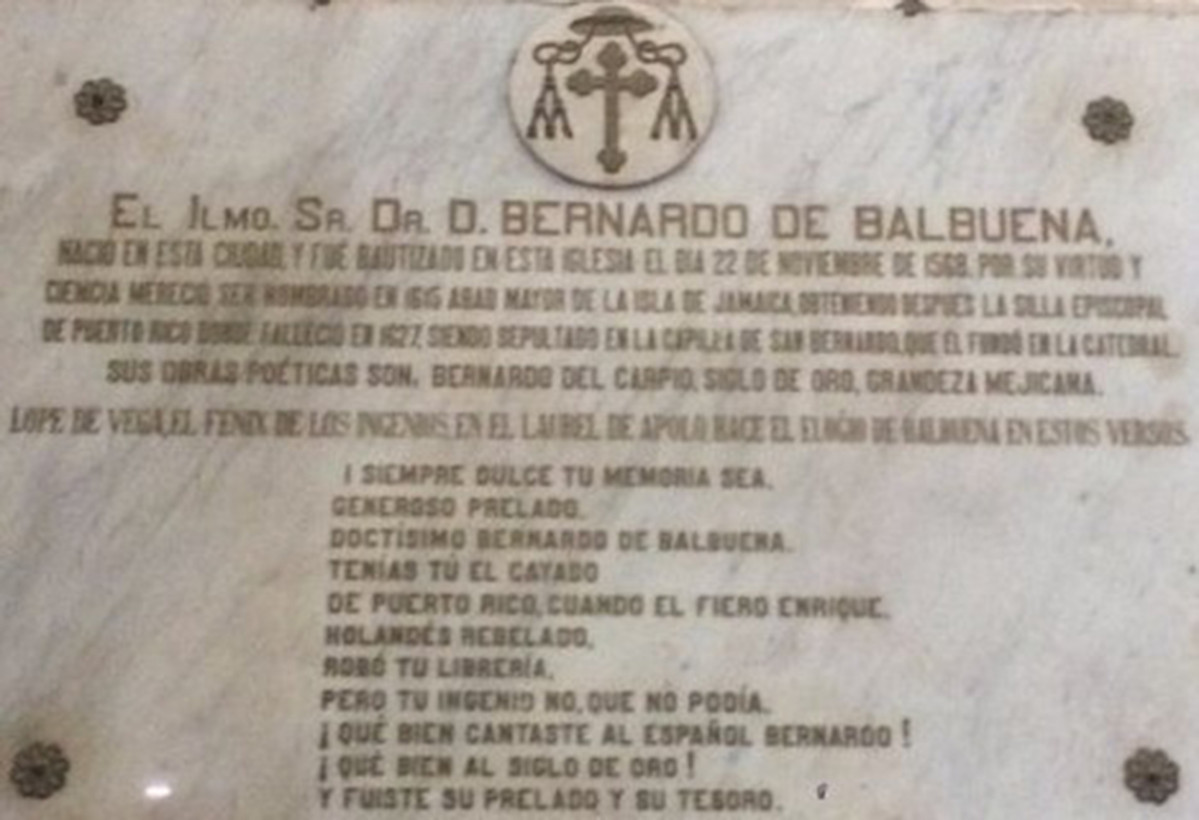 EL ILMO. SR. DR. D. BERNARDO DE BALBUENA,
NACIO EN ESTA CIUDAD, Y FUE BAUTIZADO EN ESTA IGLESIA EL DIA 22 DE NOVIEMBRE DE 1568. POR SU VIRTUD Y
CIENCIA MERECIO SER NOMBRADO EN 1615 ABAD MAYOR DE LA ISLA DE JAMAICA, OBTENIENDO DESPUES LA SILLA EPISCOPAL
DE PUERTO RICO DONDE FALLECIO EN 1627, SIENDO SEPULTADO EN LA CAPILLA DE SAN BERNARDO, QUE EL FUNDÓ EN LA CATEDRAL.
SUS OBRAS POÉTICAS SON. BERNARDO DEL CARPIO, SIGLO DE ORO, GRANDEZA MEJICANA.
LOPE DE VEGA, EL FENIX DE LOS INGENIOS, EN EL LAUREL DE APOLO HACE EL ELOGIO DE BALBUENA EN ESTOS VERSOS.
¡ SIEMPRE DULCE TU MEMORIA SEA,
GENEROSO PRELADO,
DOCTÍSIMO BERNARDO DE BALBUENA.
TENÍAS TU EL CAYADO
DE PUERTO RICO, CUANDO EL FIERO ENRIQUE,
HOLANDÉS REBELADO,
ROBÓ TU LIBRERÍA,
PERO TU INGENIO NO, QUE NO PODÍA.
¡ QUÉ BIEN CANTASTE AL ESPAÑOL BERNARDO !
¡ QUÉ BIEN AL SIGLO DE ORO !
Y FUISTE SU PRELADO Y SU TESORO.